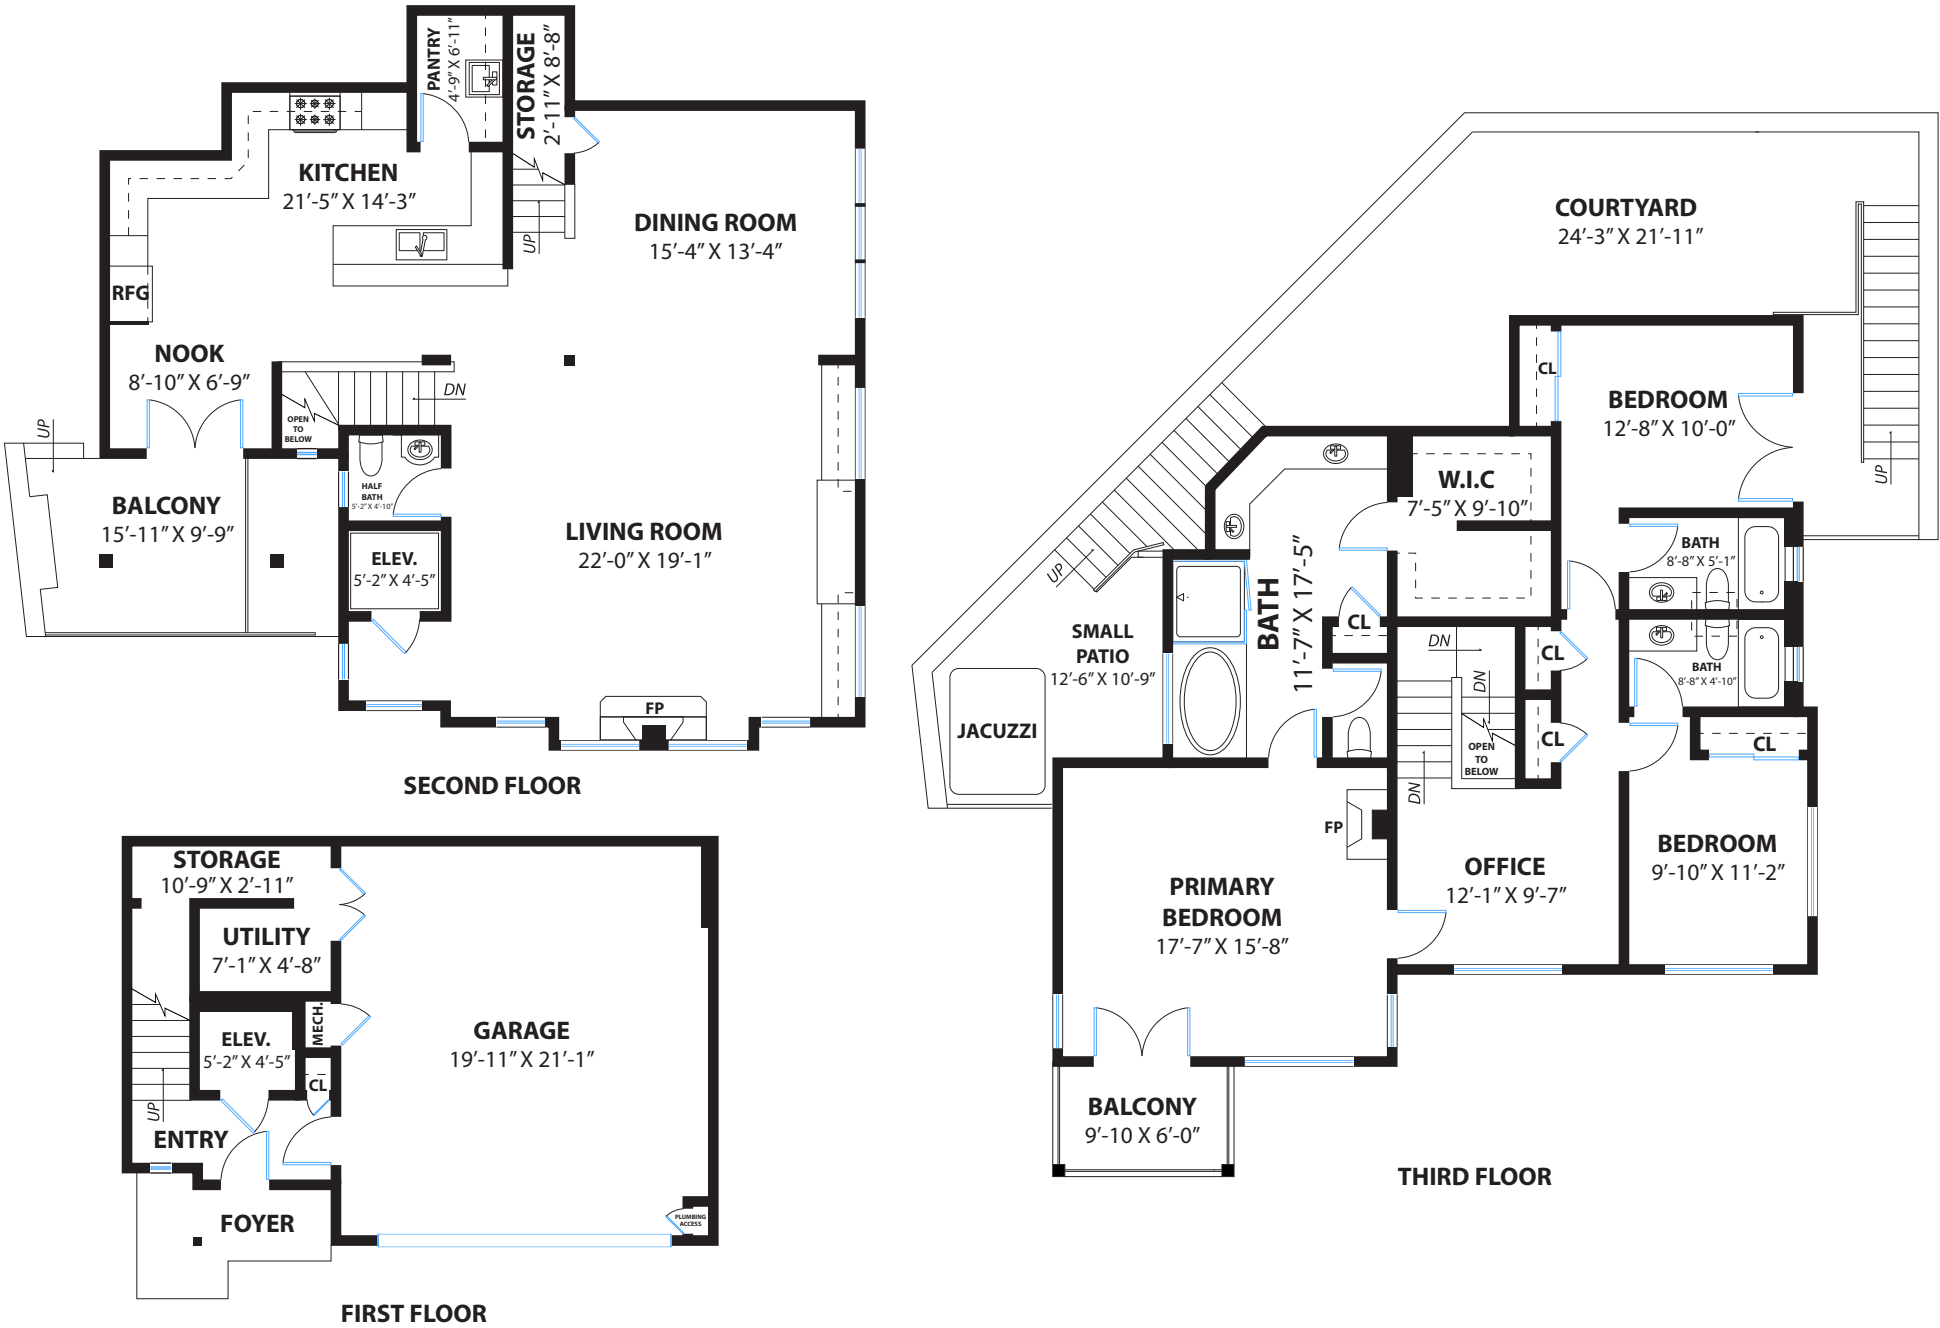 PANTRY
4'-9" X 6'-11"
STORAGE
2'-11" X 8'-8"
KITCHEN
21'-5" X 14'-3"
DINING ROOM
15'-4" X 13'-4"
UP
RFG
NOOK
8'-10" X 6'-9"
DN
OPEN
TO
BELOW
UP
HALF
BATH
5'-2" X 4'-10"
BALCONY
15'-11" X 9'-9"
LIVING ROOM
22'-0" X 19'-1"
ELEV.
5'-2" X 4'-5"
FP
SECOND FLOOR
STORAGE
10'-9" X 2'-11"
UTILITY
7'-1" X 4'-8"
MECH.
ELEV.
5'-2" X 4'-5"
CL
GARAGE
19'-11" X 21'-1"
UP
ENTRY
FOYER
PLUMBING
ACCESS
FIRST FLOOR
COURTYARD
24'-3" X 21'-11"
CL
BEDROOM
12'-8" X 10'-0"
UP
W.I.C
7'-5" X 9'-10"
BATH
8'-8" X 5'-1"
UP
BATH
11'-7" X 17'-5"
SMALL
PATIO
12'-6" X 10'-9"
CL
DN
DN
CL
BATH
8'-8" X 4'-10"
JACUZZI
OPEN
TO
BELOW
CL
CL
DN
FP
BEDROOM
9'-10" X 11'-2"
OFFICE
12'-1" X 9'-7"
PRIMARY
BEDROOM
17'-7" X 15'-8"
BALCONY
9'-10 X 6'-0"
THIRD FLOOR